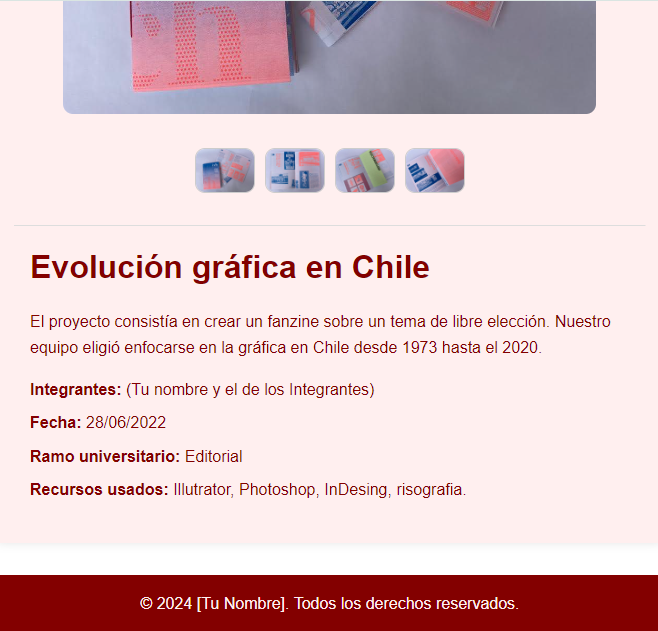 ch
Evolución gráfica en Chile
El proyecto consistía en crear un fanzine sobre un tema de libre elección. Nuestro
equipo eligió enfocarse en la gráfica en Chile desde 1973 hasta el 2020.
Integrantes: (Tu nombre y el de los Integrantes)
Fecha: 28/06/2022
Ramo universitario: Editorial
Recursos usados: Illutrator, Photoshop, InDesing, risografia.
© 2024 [Tu Nombre]. Todos los derechos reservados.